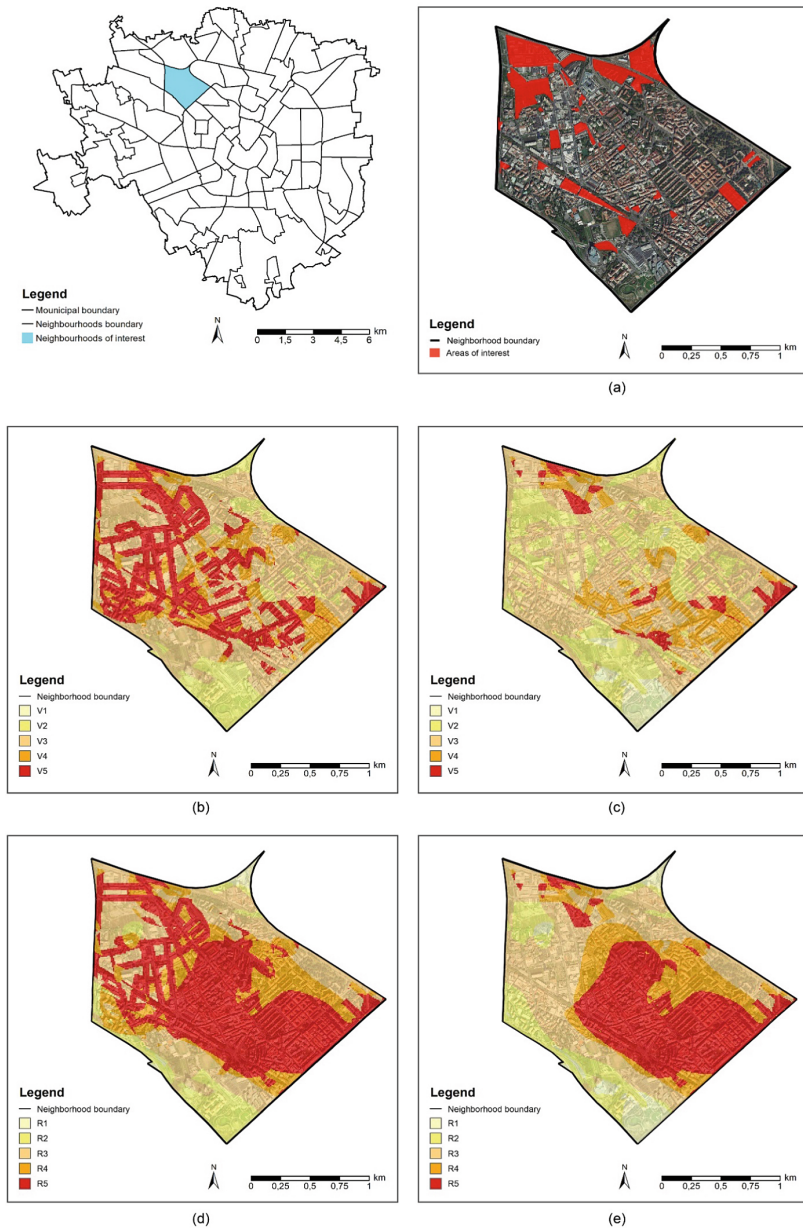 Legend
Mounicipal boundary
Neighbourhoods boundary
Neighbourhoods of interest
N
km
0 1,5 3 4,5 6
Legend
Neighborhood boundary
Areas of interest
N
km
0 0,25 0,5 0,75 1
(a)
Legend
Neighborhood boundary
V1
V2
V3
V4
V5
N
km
0 0,25 0,5 0,75 1
(b)
Legend
Neighborhood boundary
V1
V2
V3
V4
V5
N
km
0 0,25 0,5 0,75 1
(c)
Legend
Neighborhood boundary
R1
R2
R3
R4
R5
N
km
0 0,25 0,5 0,75 1
(d)
Legend
Neighborhood boundary
R1
R2
R3
R4
R5
N
km
0 0,25 0,5 0,75 1
(e)